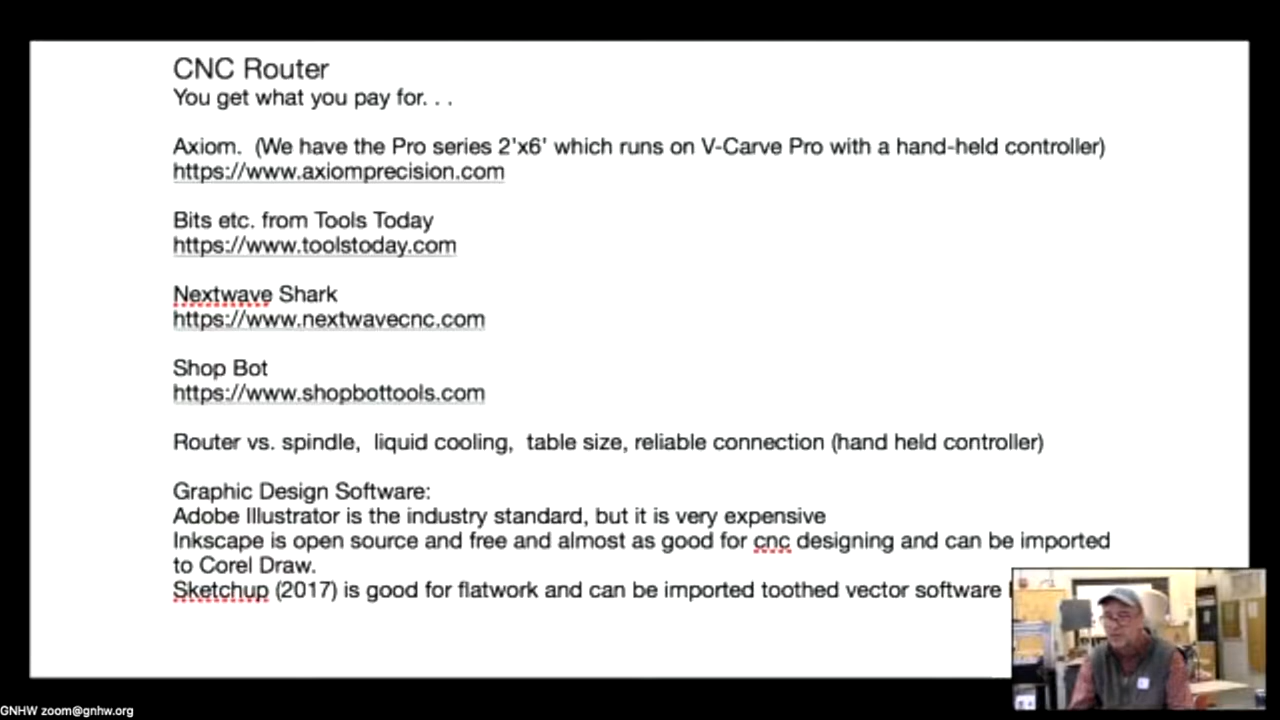 CNC Router
You get what you pay for. . .
Axiom.  (We have the Pro series 2'x6' which runs on V-Carve Pro with a hand-held controller)
https://www.axiomprecision.com
Bits etc. from Tools Today
https://www.toolstoday.com
Nextwave Shark
https://www.nextwavecnc.com
Shop Bot
https://www.shopbottools.com
Router vs. spindle,  liquid cooling,  table size, reliable connection (hand held controller)
Graphic Design Software:
Adobe Illustrator is the industry standard, but it is very expensive
Inkscape is open source and free and almost as good for cnc designing and can be imported
to Corel Draw.
Sketchup (2017) is good for flatwork and can be imported toothed vector software
GNHW zoom@gnhw.org